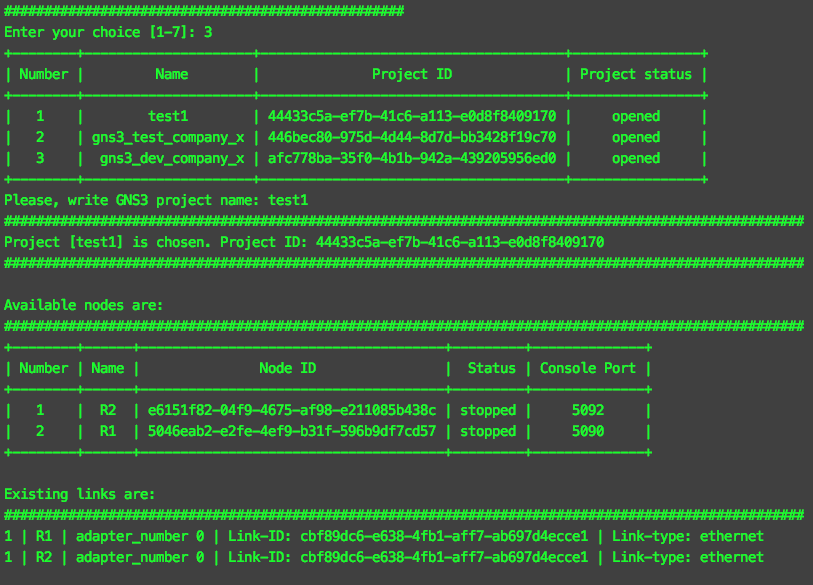 ##################################################
Enter your choice [1-7]: 3
+--------+---------------------+--------------------------------------+----------------+
| Number | Name | Project ID | Project status |
+--------+---------------------+--------------------------------------+----------------+
| 1 | test1 | 44433c5a-ef7b-41c6-a113-e0d8f8409170 | opened |
| 2 | gns3_test_company_x | 446bec80-975d-4d44-8d7d-bb3428f19c70 | opened |
| 3 | gns3_dev_company_x | afc778ba-35f0-4b1b-942a-439205956ed0 | opened |
+--------+---------------------+--------------------------------------+----------------+
Please, write GNS3 project name: test1
####################################################################################################
Project [test1] is chosen. Project ID: 44433c5a-ef7b-41c6-a113-e0d8f8409170
####################################################################################################
Available nodes are:
####################################################################################################
+--------+------+--------------------------------------+---------+--------------+
| Number | Name | Node ID | Status | Console Port |
+--------+------+--------------------------------------+---------+--------------+
| 1 | R2 | e6151f82-04f9-4675-af98-e211085b438c | stopped | 5092 |
| 2 | R1 | 5046eab2-e2fe-4ef9-b31f-596b9df7cd57 | stopped | 5090 |
+--------+------+--------------------------------------+---------+--------------+
Existing links are:
####################################################################################################
1 | R1 | adapter_number 0 | Link-ID: cbf89dc6-e638-4fb1-aff7-ab697d4ecce1 | Link-type: ethernet
1 | R2 | adapter_number 0 | Link-ID: cbf89dc6-e638-4fb1-aff7-ab697d4ecce1 | Link-type: ethernet